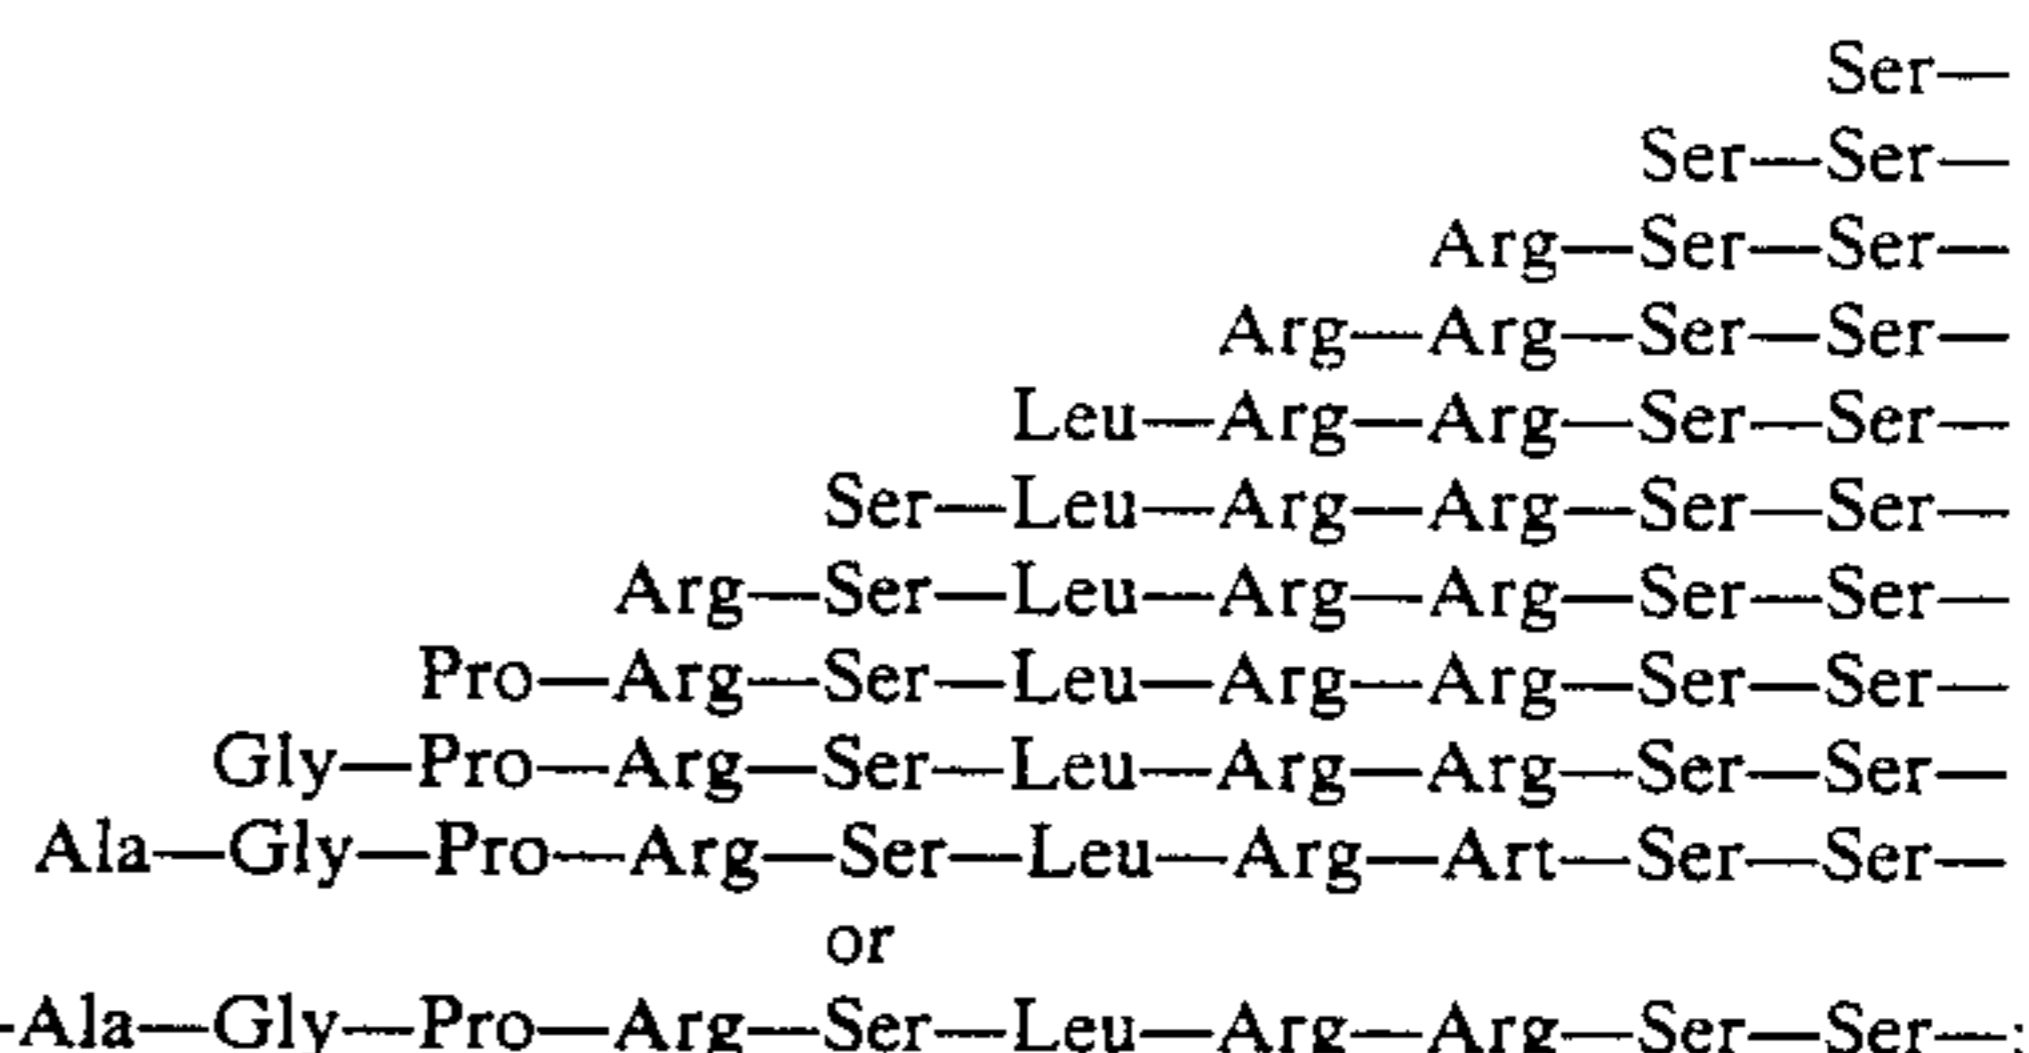 Ser—
Ser—Ser—
Arg—Ser—Ser—
Arg—Arg—Ser—Ser—
Leu—Arg—Arg—Ser—Ser—
Ser—Leu—Arg—Arg—Ser—Ser—
Arg—Ser—Leu—Arg—Arg—Ser—Ser—
Pro—Arg—Ser—Leu—Arg—Arg—Ser—Ser—
Gly—Pro—Arg—Ser—Leu—Arg—Arg—Ser—Ser—
Ala—Gly—Pro—Arg—Ser—Leu—Arg—Art—Ser—Ser—
or
-Ala—Gly—Pro—Arg—Ser—Leu—Arg—Arg—Ser—Ser—;